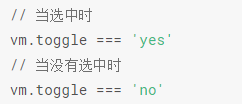 // 当选中时
vm.toggle === 'yes'
// 当没有选中时
vm.toggle === 'no'